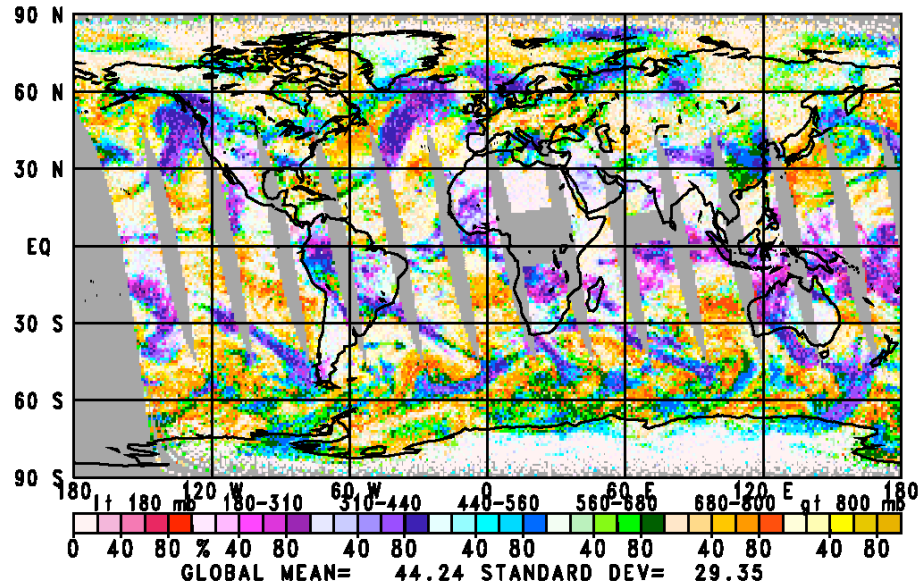 90 N
60 N
30 N
EQ
30 S
60 S
90 S
180 120 W 60 W 0 60 E 120 E 180
lt 180 mb 180-310 310-440 440-560 560-680 680-800 gt 800 mb
0 40 80 % 40 80 40 80 40 80 40 80 40 80 40 80
GLOBAL MEAN= 44.24 STANDARD DEV= 29.35